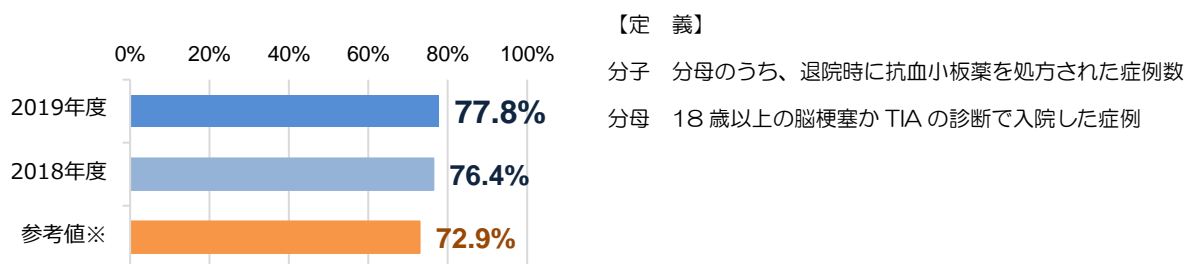 【定　義】
0% 20% 40% 60% 80% 100%
分子　分母のうち、退院時に抗血小板薬を処方された症例数
2019年度 77.8%
分母　18歳以上の脳梗塞か TIA の診断で入院した症例
2018年度 76.4%
参考値※ 72.9%